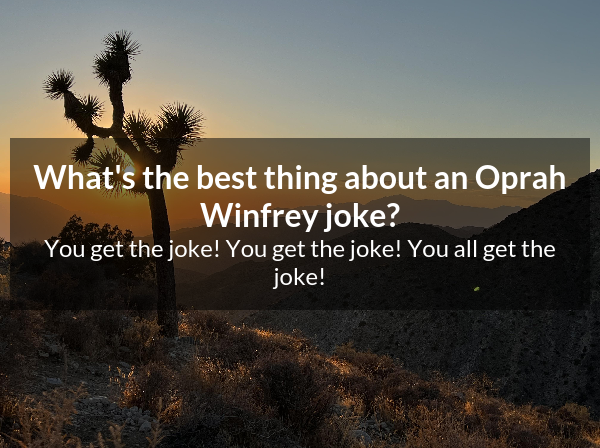 What's the best thing about an Oprah
Winfrey joke?
You get the joke! You get the joke! You all get the
joke!